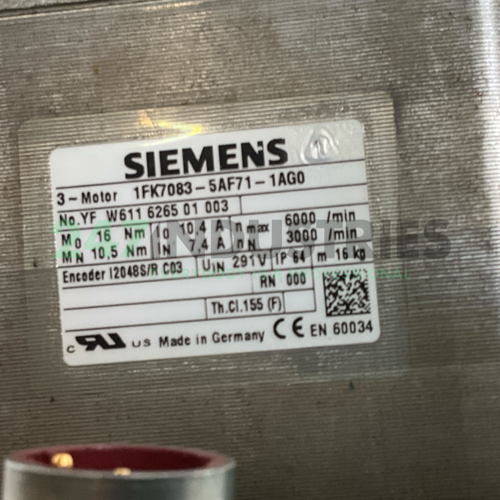 SIEMENS
3~Motor 1FK7083-5AF71-1AG0
No.YF W611 6265 01 003
M0 16 Nm I0 10,4 A nmax 6000 /min
MN 10,5 Nm IN 7,4 A nN 3000 /min
Encoder I2048S/R C03 UIN 291V IP 64 m 16 kg
RN 000
Th.Cl.155 (F)
c US Made in Germany CE EN 60034
INDUSTRIES